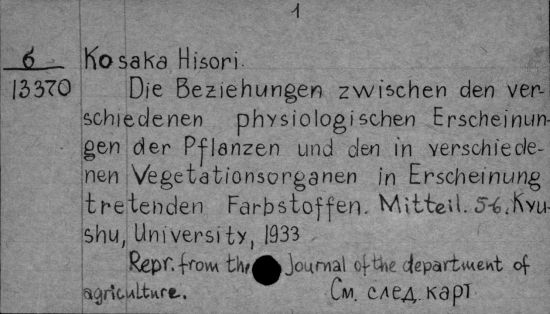 1
б Kosaka Hisori.
13370 Die Beziehungen zwischen den ver-
schiedenen physiologischen Erscheinun-
gen der Pflanzen und den in verschiede-
nen Vegetationsorganen in Erscheinung
tretenden Farbstoffen. Mitteil. 5-6. Kyu-
shu, University, 1933
Repr. from the Journal of the department of
agriculture. См. след. карт.